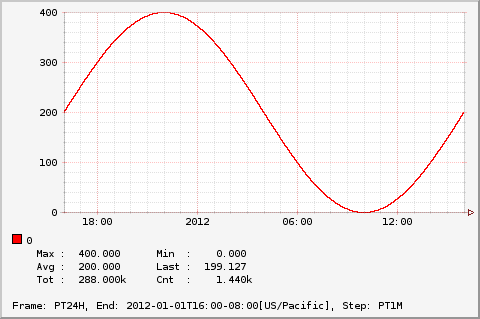 400
300
200
100
0
18:00 2012 06:00 12:00
0
Max : 400.000 Min : 0.000
Avg : 200.000 Last : 199.127
Tot : 288.000k Cnt : 1.440k
Frame: PT24H, End: 2012-01-01T16:00-08:00[US/Pacific], Step: PT1M